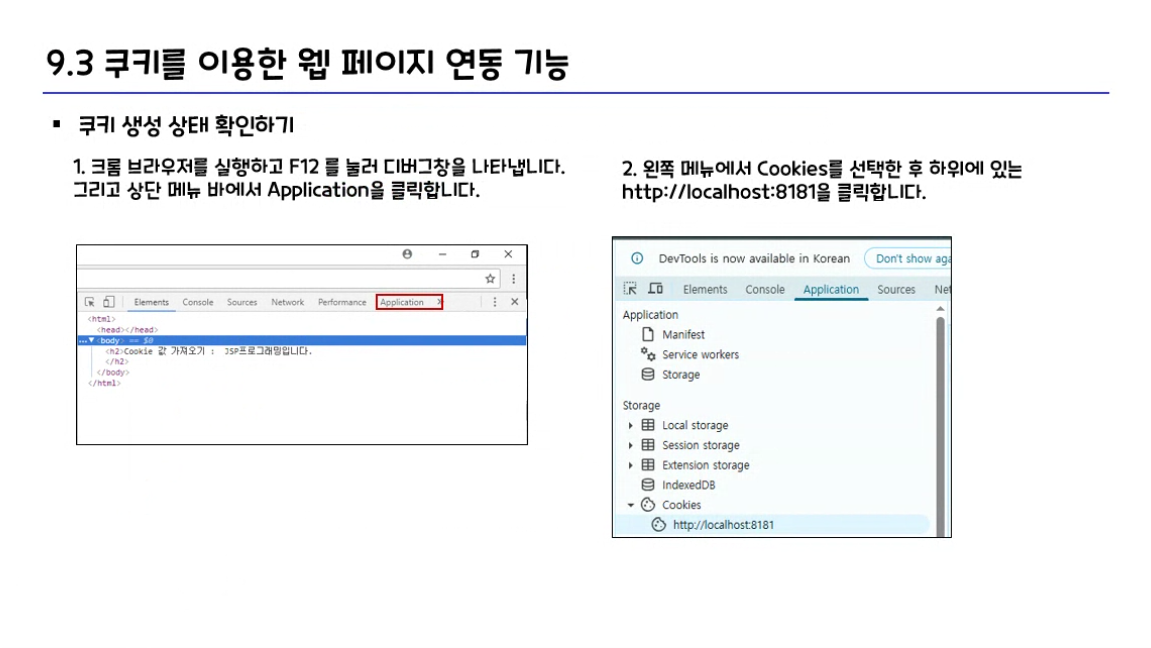 9.3 쿠키를 이용한 웹 페이지 연동 기능
▪ 쿠키 생성 상태 확인하기
1. 크롬 브라우저를 실행하고 F12 를 눌러 디버그창을 나타냅니다.
그리고 상단 메뉴 바에서 Application을 클릭합니다.
Elements Console Sources Network Performance Application
<html>
<head></head>
<body> == $0
<h2>Cookie 값 가져오기 : JSP프로그래밍입니다.
</h2>
</body>
</html>
2. 왼쪽 메뉴에서 Cookies를 선택한 후 하위에 있는
http://localhost:8181을 클릭합니다.
DevTools is now available in Korean Don't show aga
Elements Console Application Sources Net
Application
Manifest
Service workers
Storage
Storage
Local storage
Session storage
Extension storage
IndexedDB
Cookies
http://localhost:8181